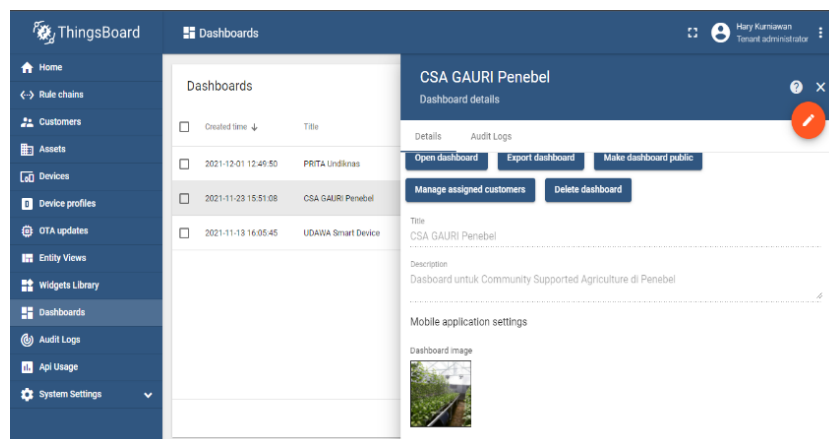 ThingsBoard
Home
Rule chains
Customers
Assets
Devices
Device profiles
OTA updates
Entity Views
Widgets Library
Dashboards
Audit Logs
Api Usage
System Settings
Dashboards
Hary Kurniawan
Tenant administrator
Dashboards
Created time Title
2021-12-01 12:49:50 PRITA Undiknas
2021-11-23 15:51:08 CSA GAURI Penebel
2021-11-13 16:05:45 UDAWA Smart Device
CSA GAURI Penebel
Dashboard details
Details Audit Logs
Open dashboard Export dashboard Make dashboard public
Manage assigned customers Delete dashboard
Title
CSA GAURI Penebel
Description
Dasboard untuk Community Supported Agriculture di Penebel
Mobile application settings
Dashboard image